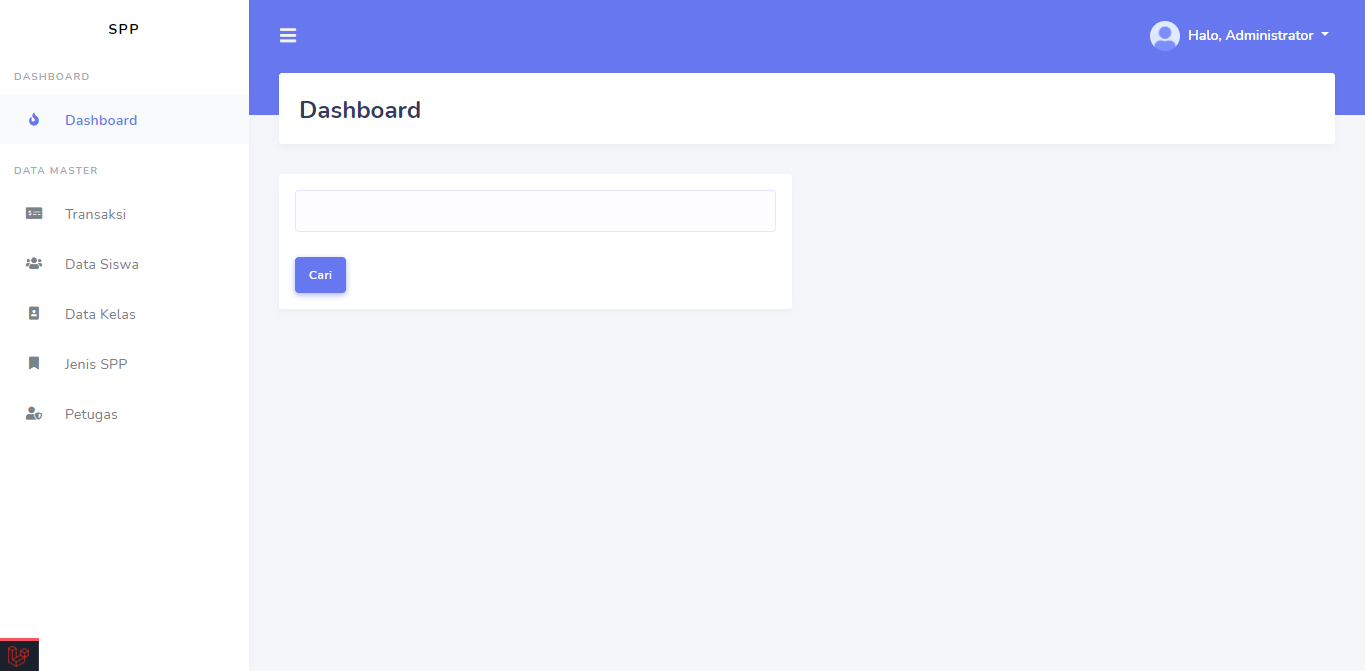 SPP
DASHBOARD
Dashboard
DATA MASTER
Transaksi
Data Siswa
Data Kelas
Jenis SPP
Petugas
Halo, Administrator
Dashboard
Cari